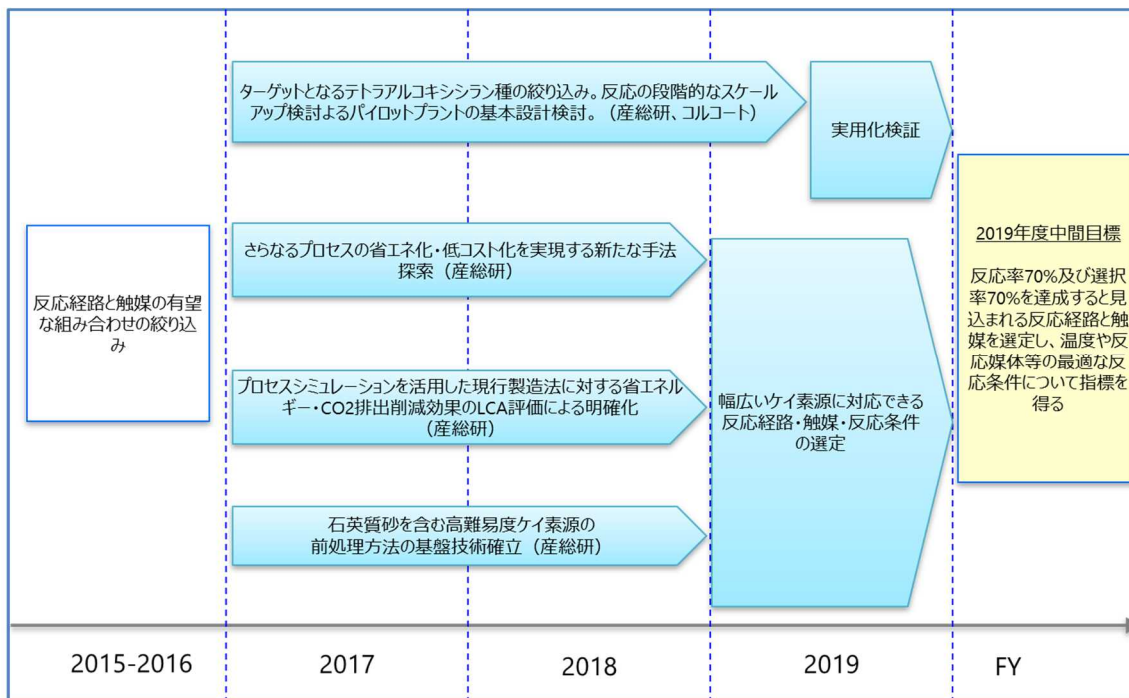 ターゲットとなるテトラアルコキシシラン種の絞り込み。反応の段階的なスケール
アップ検討よるパイロットプラントの基本設計検討。（産総研、コルコート）
実用化検証
反応経路と触媒の有望
な組み合わせの絞り込
み
さらなるプロセスの省エネ化・低コスト化を実現する新たな手法
探索（産総研）
プロセスシミュレーションを活用した現行製造法に対する省エネル
ギー・CO2排出削減効果のLCA評価による明確化
（産総研）
石英質砂を含む高難易度ケイ素源の
前処理方法の基盤技術確立（産総研）
幅広いケイ素源に対応できる
反応経路・触媒・反応条件
の選定
2019年度中間目標
反応率70%及び選択
率70%を達成すると見
込まれる反応経路と触
媒を選定し、温度や反
応媒体等の最適な反
応条件について指標を
得る
2015-2016
2017
2018
2019
FY